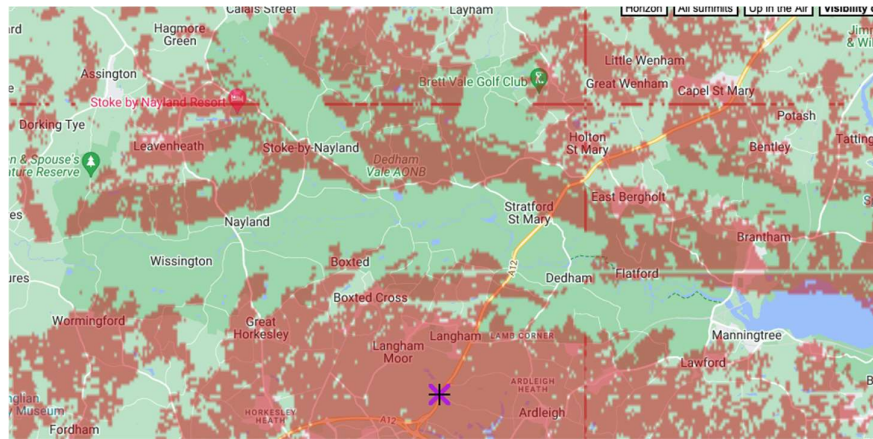 Calais Street
Layham
Horizon
All summits
Up in the Air
Hagmore
Green
Little Wenham
Assington
Brett Vale Golf Club
Great Wenham
Capel St Mary
Stoke by Nayland Resort
Potash
Dorking Tye
Holton
St Mary
Leavenheath
Stoke-by-Nayland
Bentley
Dedham
Vale AONB
East Bergholt
Stratford
St Mary
Nayland
Brantham
Wissington
Boxted
A12
Dedham
Flatford
Boxted Cross
Wormingford
Great
Horkesley
Langham
LAMB CORNER
Manningtree
Langham
Moor
Lawford
ARDLEIGH
HEATH
Museum
HORKESLEY
HEATH
A12
Ardleigh
Fordham